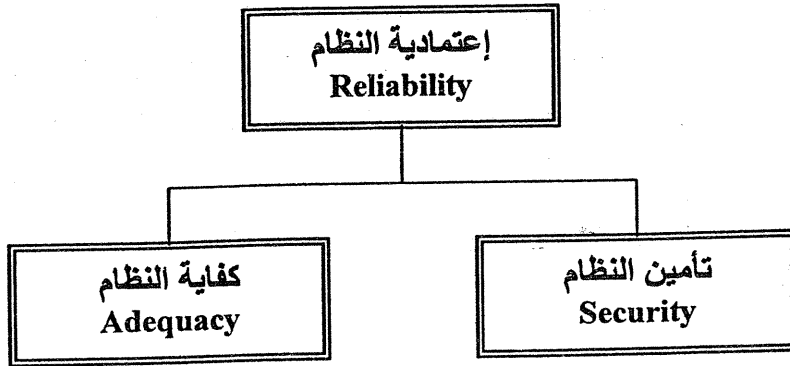 إعتمادية النظام
Reliability
كفاية النظام
Adequacy
تأمين النظام
Security